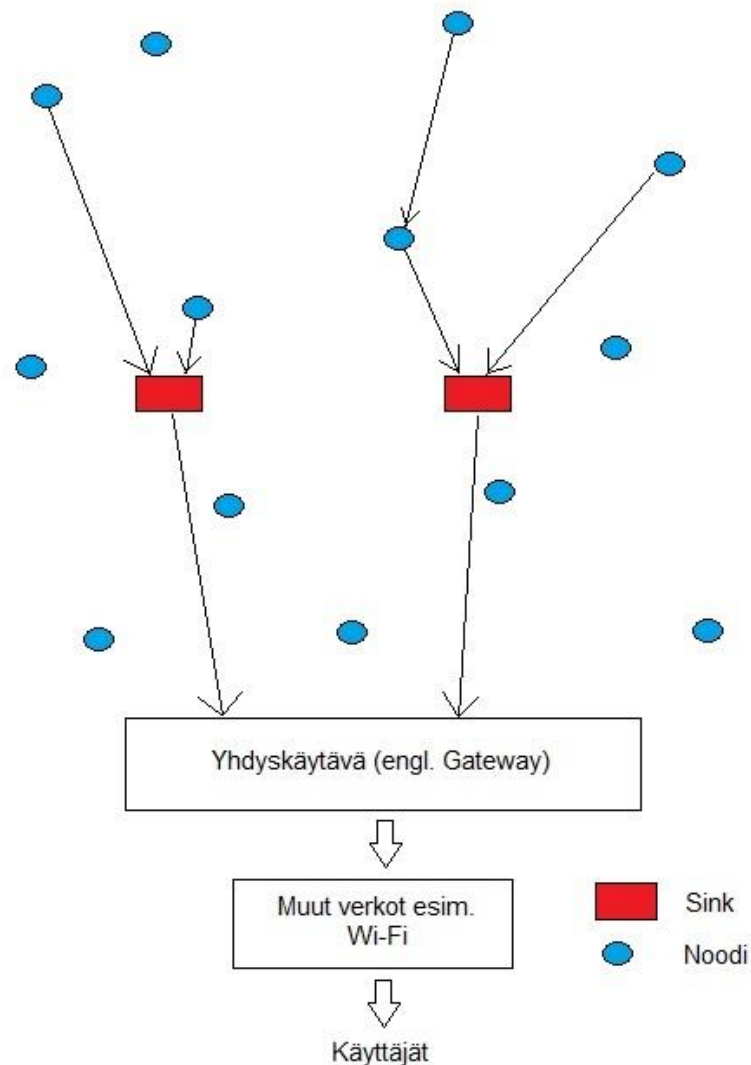 Yhdyskäytävä (engl. Gateway)
Muut verkot esim.
Wi-Fi
Käyttäjät
Sink
Noodi